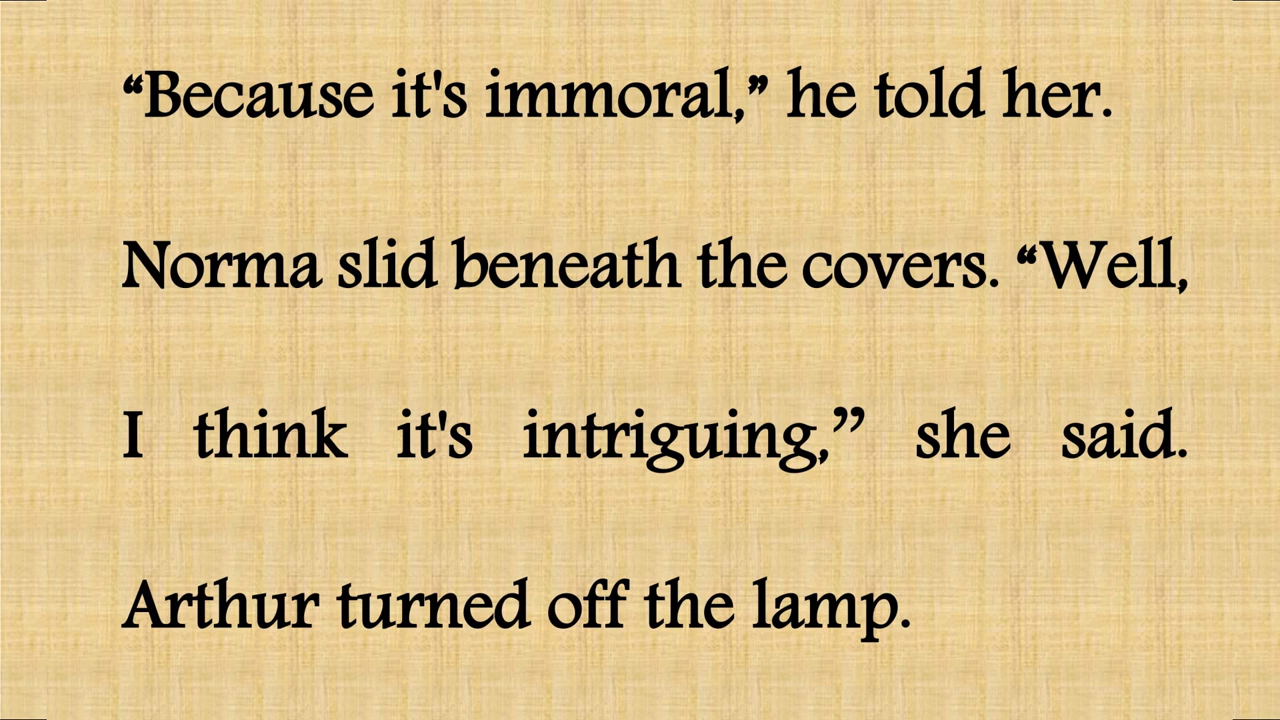 “Because it's immoral,” he told her.
Norma slid beneath the covers. “Well,
I think it's intriguing,” she said.
Arthur turned off the lamp.